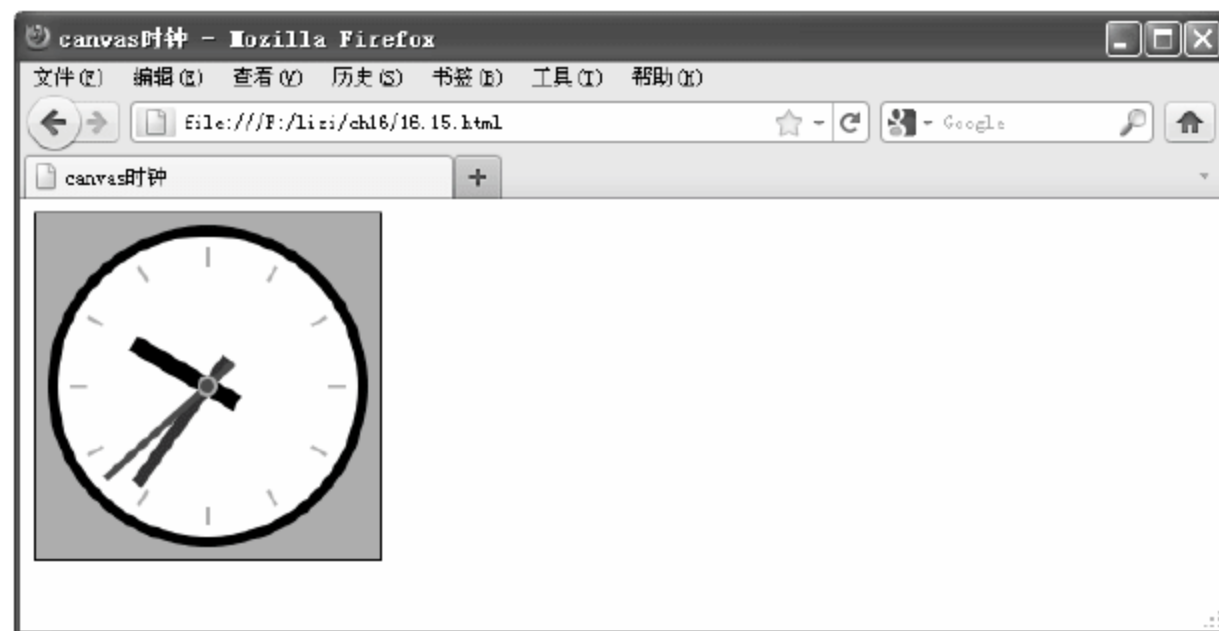 canvas时钟 - Mozilla Firefox
文件(F) 编辑(E) 查看(V) 历史(S) 书签(B) 工具(T) 帮助(H)
file:///F:/lizi/ch16/16.15.html Google
canvas时钟